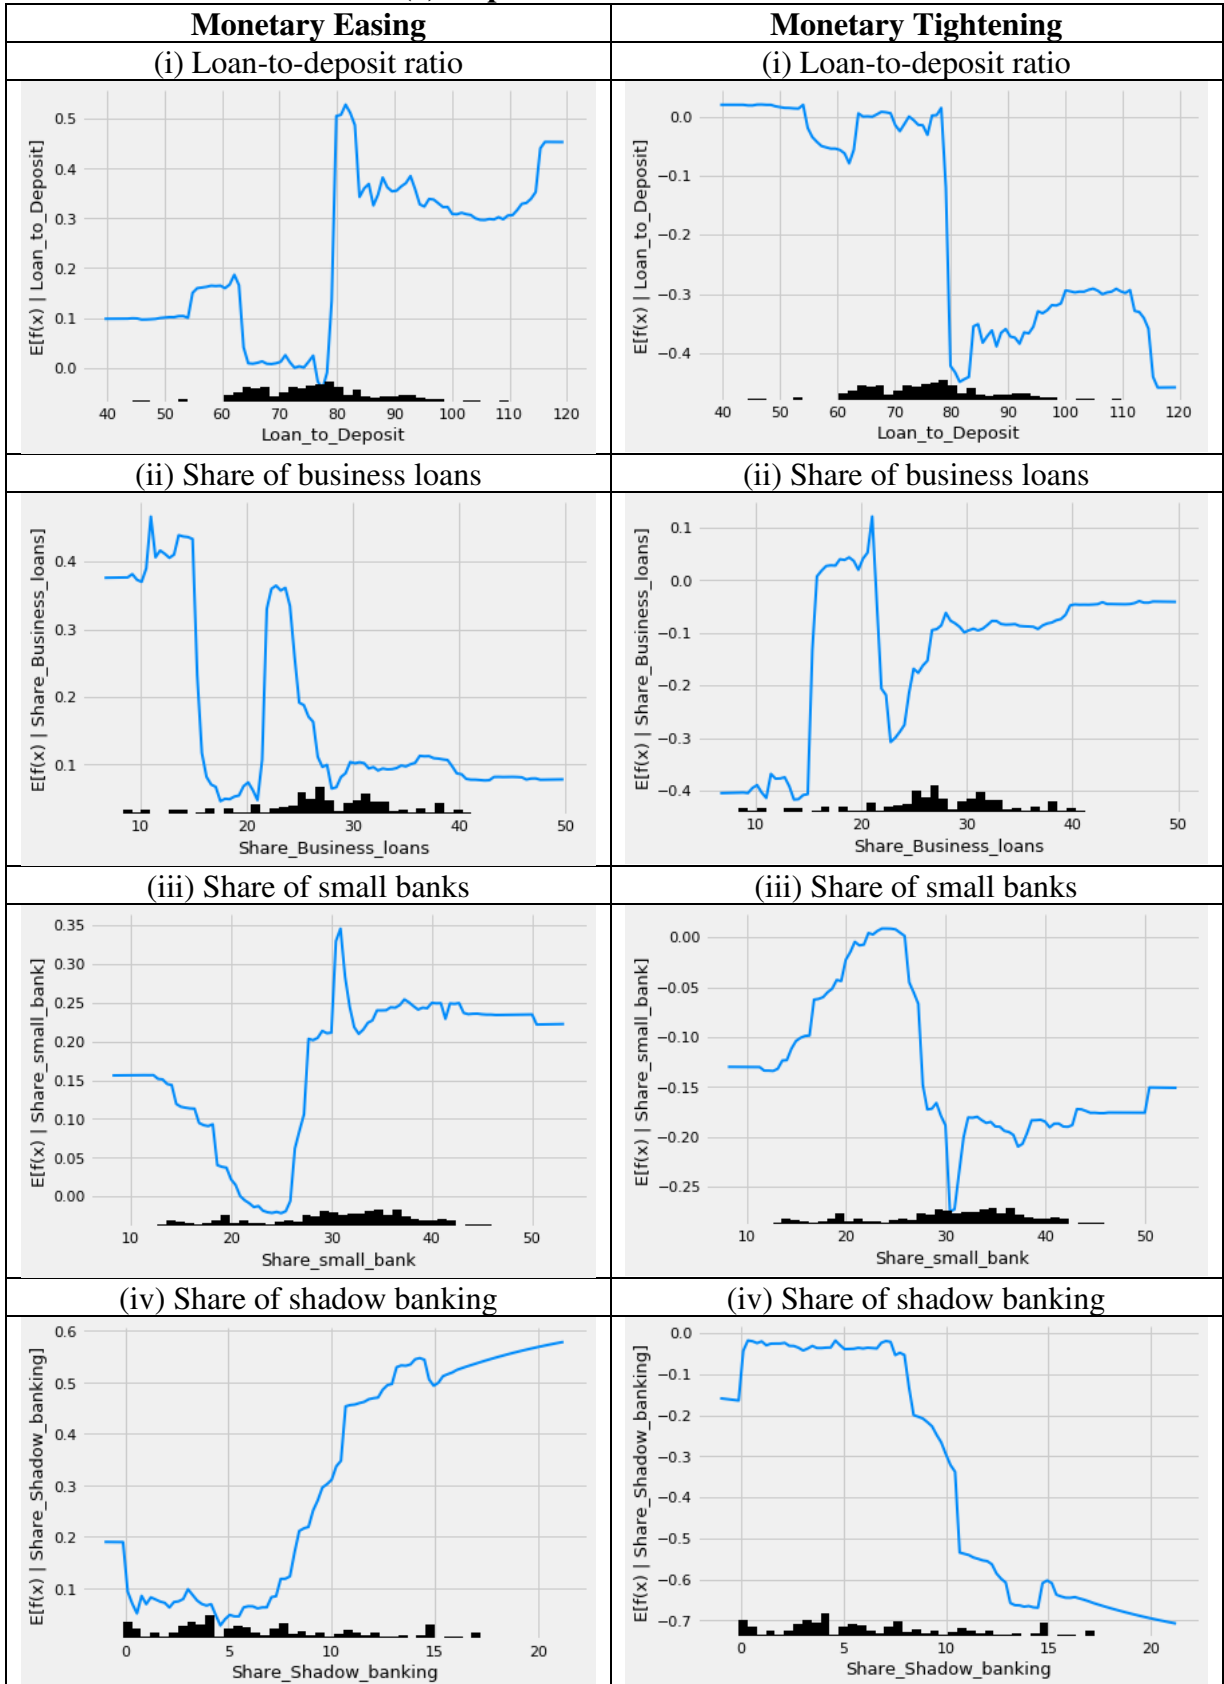 Monetary Easing
Monetary Tightening
(i) Loan-to-deposit ratio
(i) Loan-to-deposit ratio
E[f(x) | Loan_to_Deposit]
0.5
0.4
0.3
0.2
0.1
0.0
40 50 60 70 80 90 100 110 120
Loan_to_Deposit
E[f(x) | Loan_to_Deposit]
0.0
−0.1
−0.2
−0.3
−0.4
40 50 60 70 80 90 100 110 120
Loan_to_Deposit
(ii) Share of business loans
(ii) Share of business loans
E[f(x) | Share_Business_loans]
0.4
0.3
0.2
0.1
10 20 30 40 50
Share_Business_loans
E[f(x) | Share_Business_loans]
0.1
0.0
−0.1
−0.2
−0.3
−0.4
10 20 30 40 50
Share_Business_loans
(iii) Share of small banks
(iii) Share of small banks
E[f(x) | Share_small_bank]
0.35
0.30
0.25
0.20
0.15
0.10
0.05
0.00
10 20 30 40 50
Share_small_bank
E[f(x) | Share_small_bank]
0.00
−0.05
−0.10
−0.15
−0.20
−0.25
10 20 30 40 50
Share_small_bank
(iv) Share of shadow banking
(iv) Share of shadow banking
E[f(x) | Share_Shadow_banking]
0.6
0.5
0.4
0.3
0.2
0.1
0 5 10 15 20
Share_Shadow_banking
E[f(x) | Share_Shadow_banking]
0.0
−0.1
−0.2
−0.3
−0.4
−0.5
−0.6
−0.7
0 5 10 15 20
Share_Shadow_banking